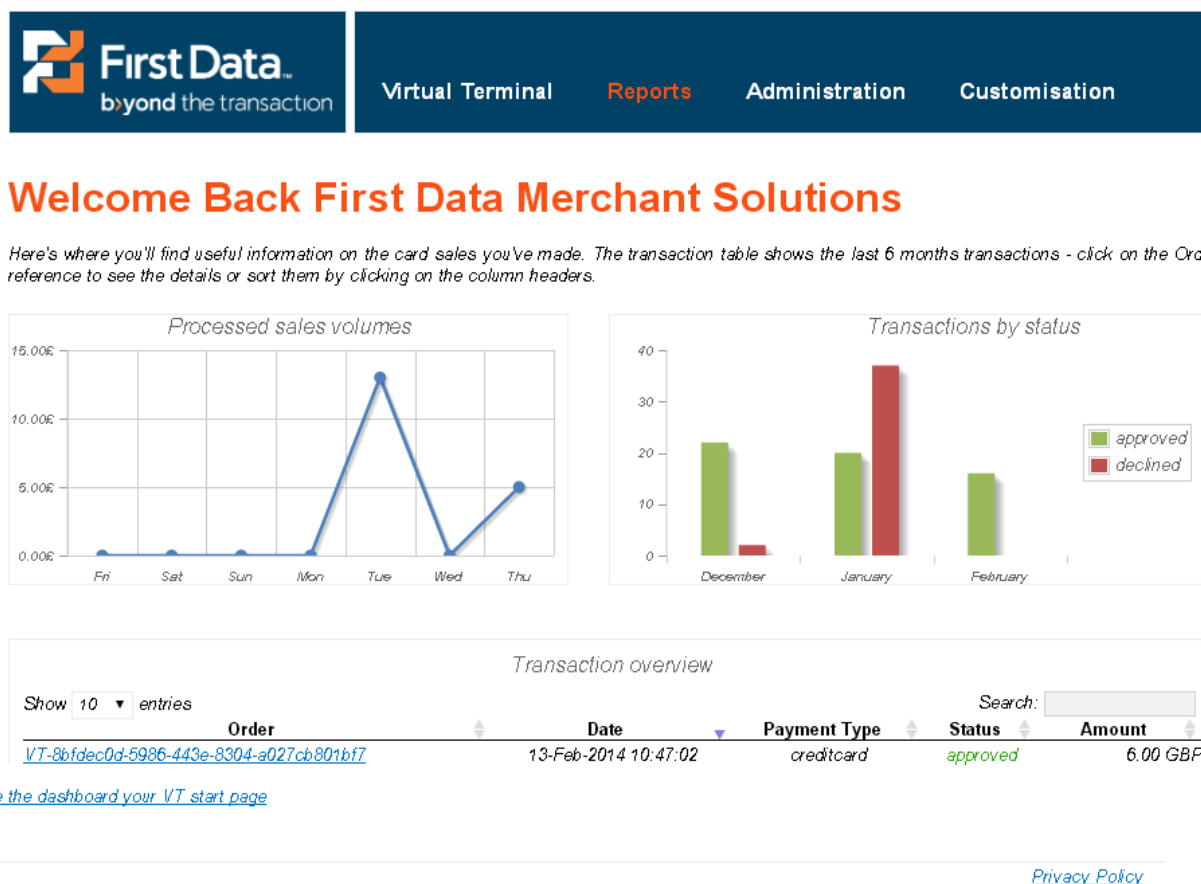 First Data™
b›yond the transaction
Virtual Terminal Reports Administration Customisation
Welcome Back First Data Merchant Solutions
Here's where you'll find useful information on the card sales you've made. The transaction table shows the last 6 months transactions - click on the Ord
reference to see the details or sort them by clicking on the column headers.
Processed sales volumes
15.00£
10.00£
5.00£
0.00£
Fri Sat Sun Mon Tue Wed Thu
Transactions by status
40
30
20
10
0
December January February
approved
declined
Transaction overview
Show 10 entries Search:
Order Date Payment Type Status Amount
VT-8bfdec0d-5986-443e-8304-a027cb801bf7 13-Feb-2014 10:47:02 creditcard approved 6.00 GBP
e the dashboard your VT start page
Privacy Policy